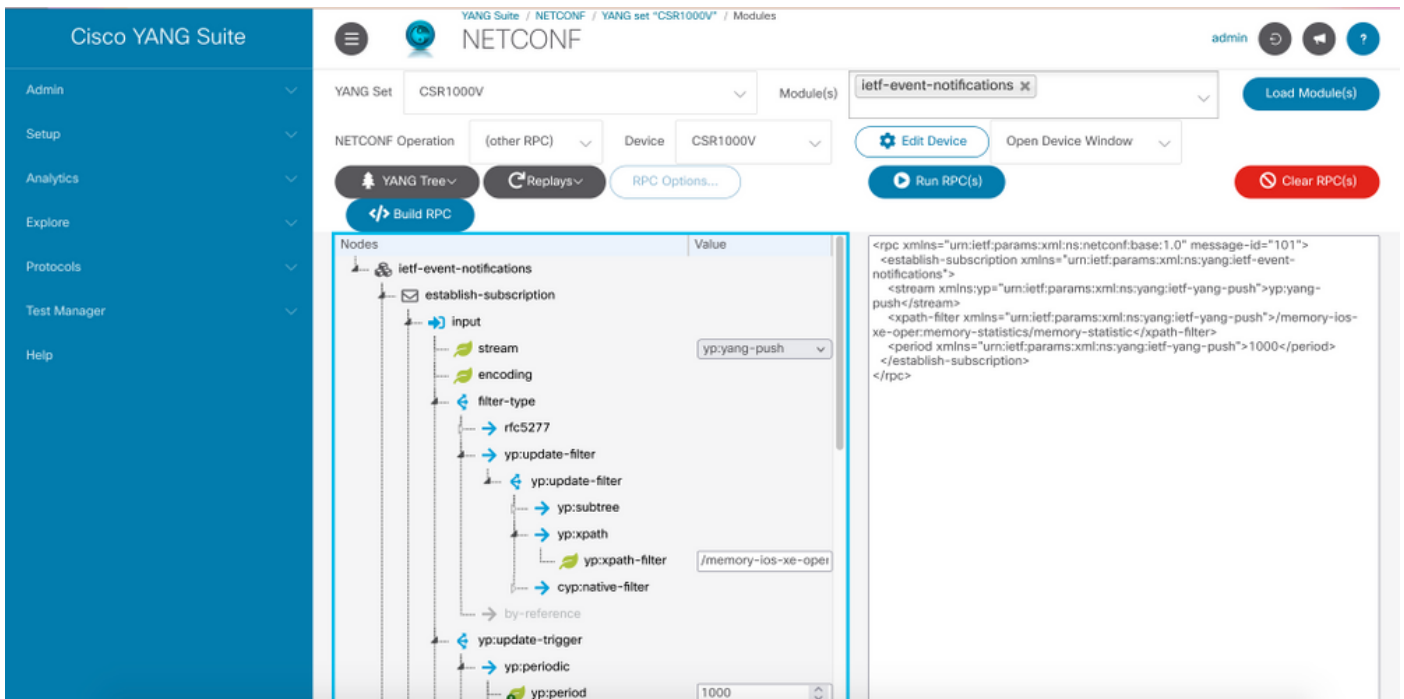 Cisco YANG Suite
Admin
Setup
Analytics
Explore
Protocols
Test Manager
Help
YANG Suite / NETCONF / YANG set "CSR1000V" / Modules
NETCONF
admin
?
YANG Set
CSR1000V
Module(s)
ietf-event-notifications ×
Load Module(s)
NETCONF Operation
(other RPC)
Device
CSR1000V
Edit Device
Open Device Window
YANG Tree
Replays
RPC Options...
Run RPC(s)
Clear RPC(s)
</> Build RPC
Nodes
Value
ietf-event-notifications
establish-subscription
input
stream
yp:yang-push
encoding
filter-type
rfc5277
yp:update-filter
yp:update-filter
yp:subtree
yp:xpath
yp:xpath-filter
/memory-ios-xe-oper
cyp:native-filter
by-reference
yp:update-trigger
yp:periodic
yp:period
1000
<rpc xmlns="urn:ietf:params:xml:ns:netconf:base:1.0" message-id="101">
<establish-subscription xmlns="urn:ietf:params:xml:ns:yang:ietf-event-
notifications">
<stream xmlns:yp="urn:ietf:params:xml:ns:yang:ietf-yang-push">yp:yang-
push</stream>
<xpath-filter xmlns="urn:ietf:params:xml:ns:yang:ietf-yang-push">/memory-ios-
xe-oper:memory-statistics/memory-statistic</xpath-filter>
<period xmlns="urn:ietf:params:xml:ns:yang:ietf-yang-push">1000</period>
</establish-subscription>
</rpc>